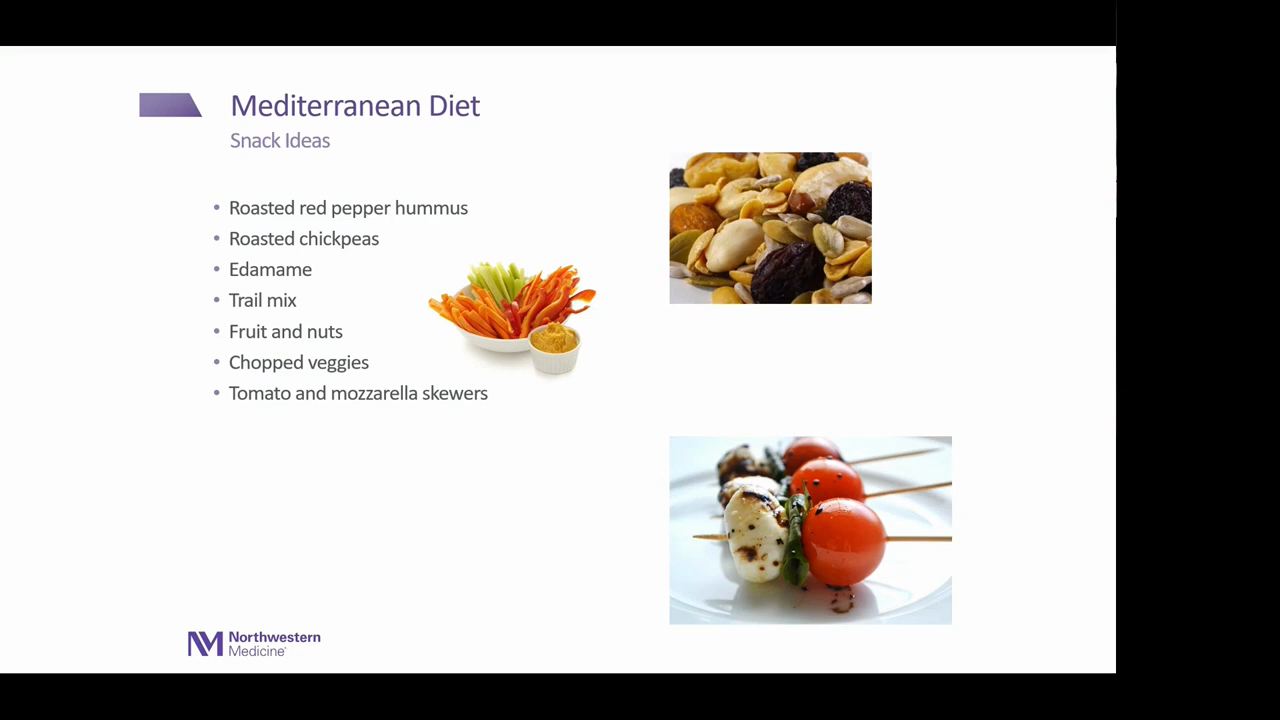 Mediterranean Diet
Snack Ideas
• Roasted red pepper hummus
• Roasted chickpeas
• Edamame
• Trail mix
• Fruit and nuts
• Chopped veggies
• Tomato and mozzarella skewers
NM Northwestern
Medicine